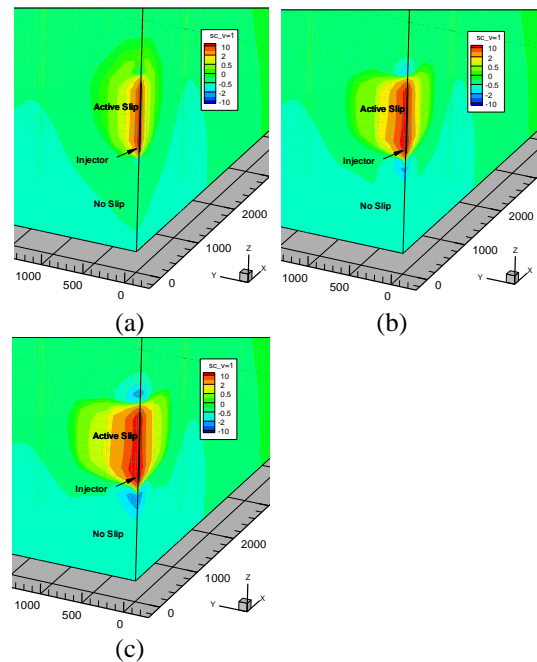 sc_v=1
10
2
0.5
0
-0.5
-2
-10
Active Slip
Injector
No Slip
1000
500
0
0
1000
2000
Z
Y
X
(a)
sc_v=1
10
2
0.5
0
-0.5
-2
-10
Active Slip
Injector
No Slip
1000
500
0
0
1000
2000
Z
Y
X
(b)
sc_v=1
10
2
0.5
0
-0.5
-2
-10
Active Slip
Injector
No Slip
1000
500
0
0
1000
2000
Z
Y
X
(c)